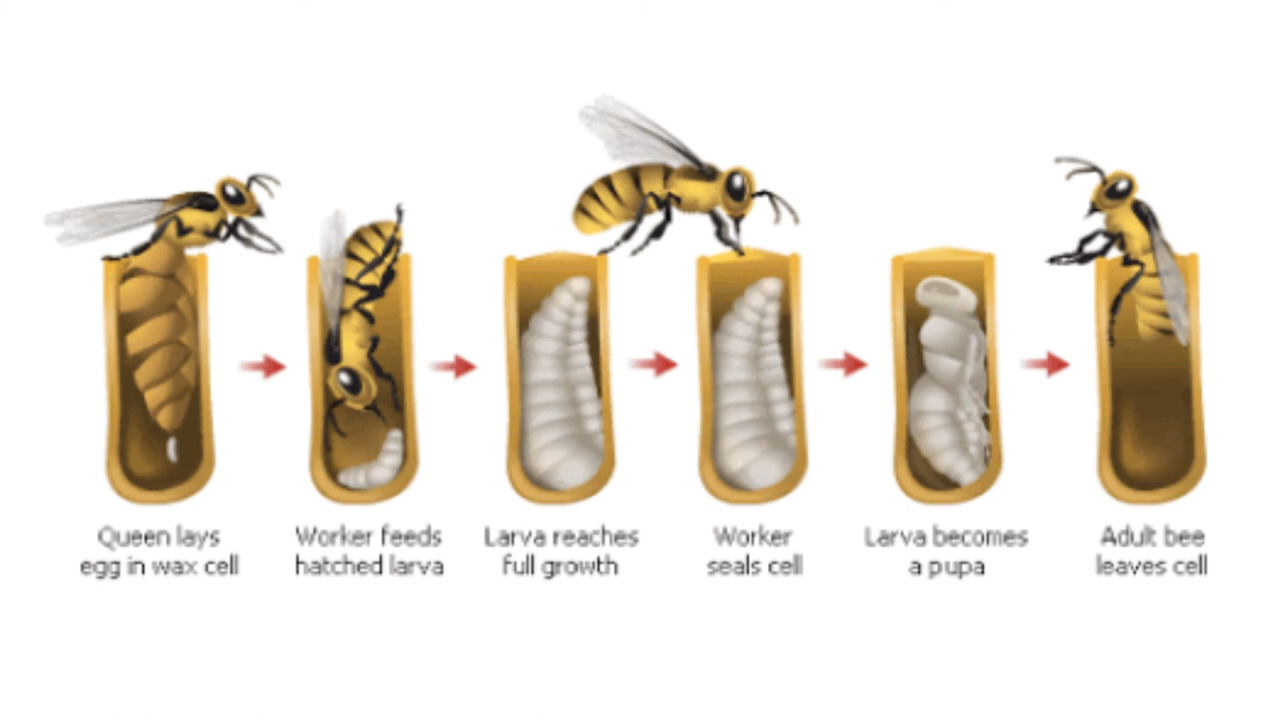 Queen lays
egg in wax cell
Worker feeds
hatched larva
Larva reaches
full growth
Worker
seals cell
Larva becomes
a pupa
Adult bee
leaves cell